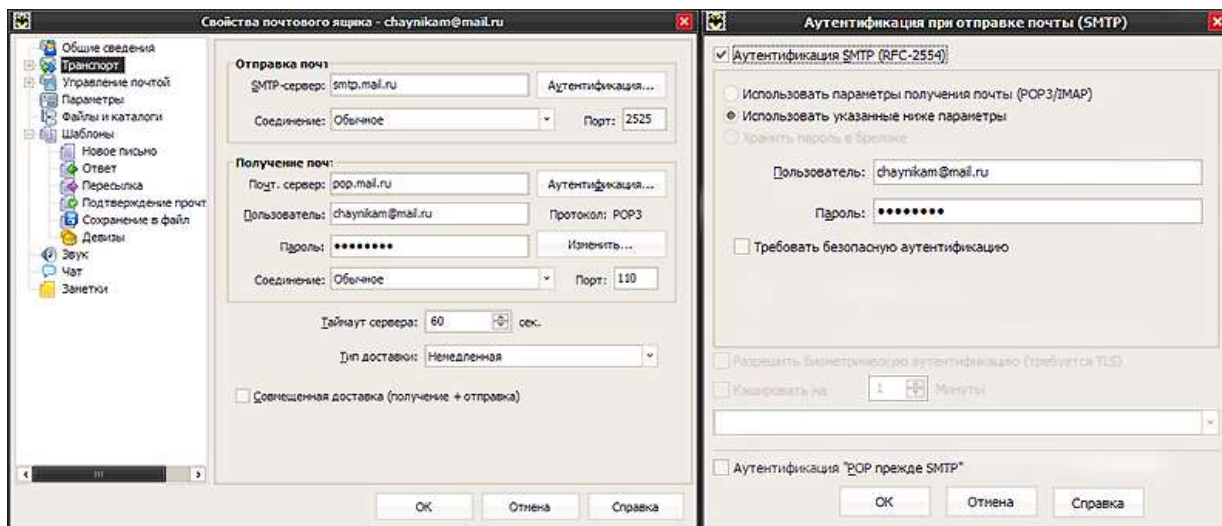 Свойства почтового ящика - chaynikam@mail.ru
Общие сведения
Транспорт
Управление почтой
Параметры
Файлы и каталоги
Шаблоны
Новое письмо
Ответ
Пересылка
Подтверждение прочт
Сохранение в файл
Девизы
Звук
Чат
Заметки
Отправка почт
SMTP-сервер: smtp.mail.ru Аутентификация...
Соединение: Обычное Порт: 2525
Получение поч
Почт. сервер: pop.mail.ru Аутентификация...
Пользователь: chaynikam@mail.ru Протокол: POP3
Пароль: •••••••• Изменить...
Соединение: Обычное Порт: 110
Таймаут сервера: 60 сек.
Тип доставки: Немедленная
Совмещенная доставка (получение + отправка)
OK Отмена Справка
Аутентификация при отправке почты (SMTP)
Аутентификация SMTP (RFC-2554)
Использовать параметры получения почты (POP3/IMAP)
Использовать указанные ниже параметры
Хранить пароль в брелоке
Пользователь: chaynikam@mail.ru
Пароль: ••••••••
Требовать безопасную аутентификацию
Разрешить биометрическую аутентификацию (требуется TLS)
Кэшировать на 1 Минуты
Аутентификация "POP прежде SMTP"
OK Отмена Справка